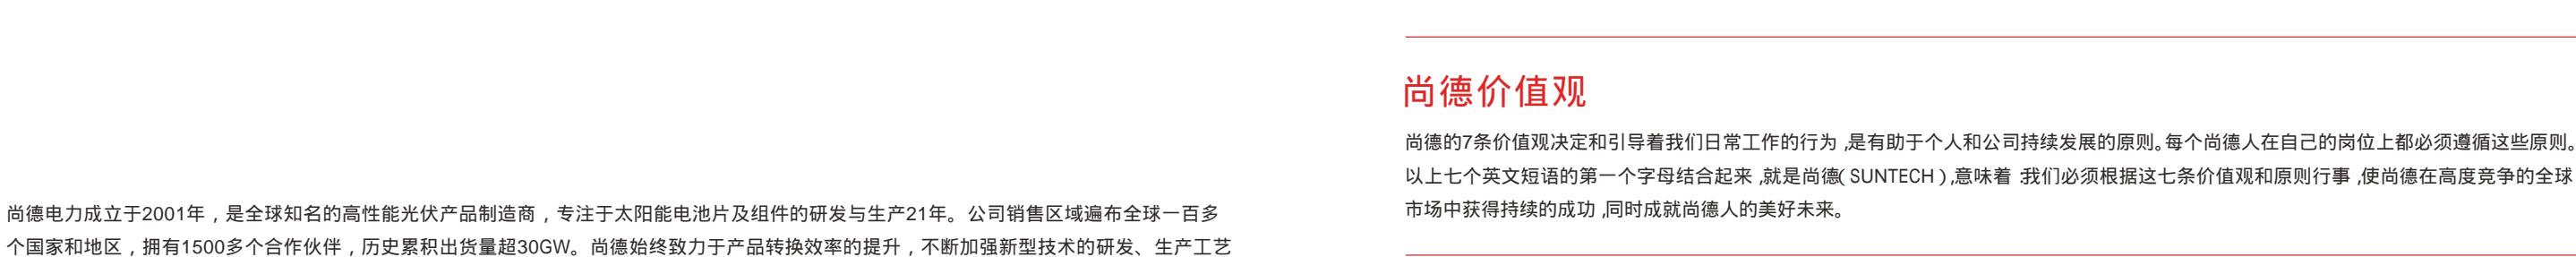 尚德电力成立于2001年，是全球知名的高性能光伏产品制造商，专注于太阳能电池片及组件的研发与生产21年。公司销售区域遍布全球一百多
个国家和地区，拥有1500多个合作伙伴，历史累积出货量超30GW。尚德始终致力于产品转换效率的提升，不断加强新型技术的研发、生产工艺
尚德价值观
尚德的7条价值观决定和引导着我们日常工作的行为，是有助于个人和公司持续发展的原则。每个尚德人在自己的岗位上都必须遵循这些原则。
以上七个英文短语的第一个字母结合起来，就是尚德（SUNTECH），意味着：我们必须根据这七条价值观和原则行事，使尚德在高度竞争的全球
市场中获得持续的成功，同时成就尚德人的美好未来。